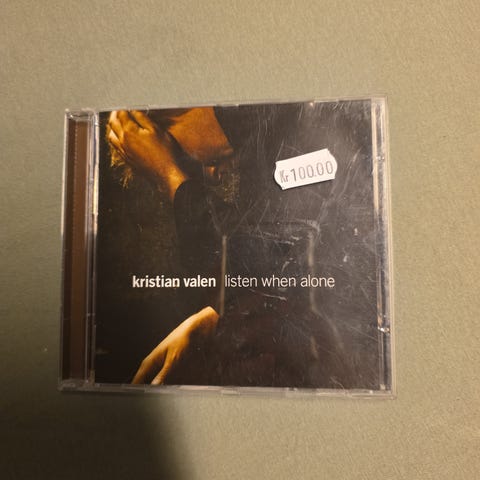 Kr 100.00
kristian valen listen when alone